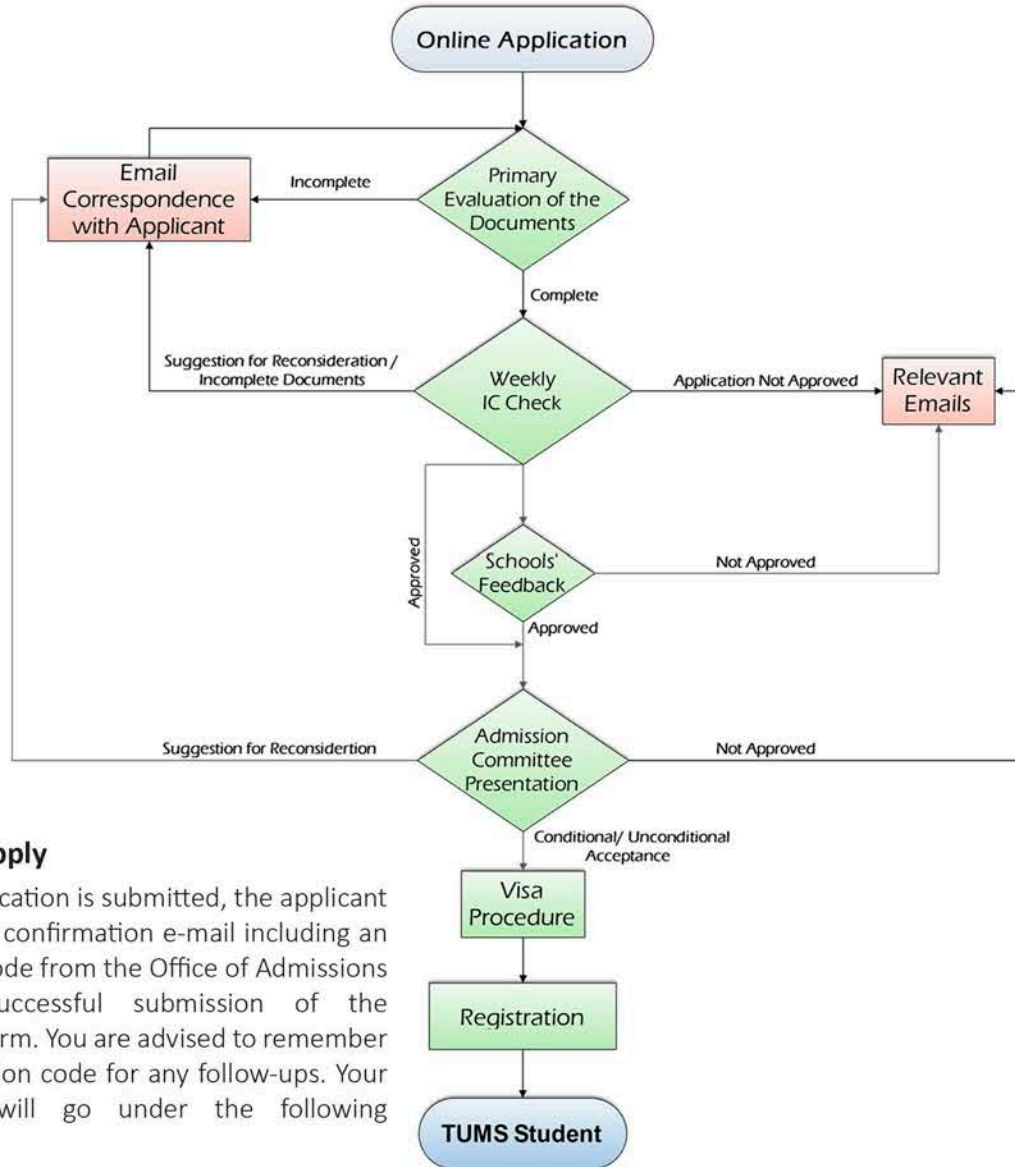 Online Application
Email
Correspondence
with Applicant
Incomplete
Primary
Evaluation of the
Documents
Complete
Suggestion for Reconsideration /
Incomplete Documents
Weekly
IC Check
Application Not Approved
Relevant
Emails
Approved
Schools'
Feedback
Not Approved
Approved
Suggestion for Reconsidertion
Admission
Committee
Presentation
Not Approved
Conditional/ Unconditional
Acceptance
Visa
Procedure
Registration
TUMS Student
cation is submitted, the applicant
confirmation e-mail including an
ode from the Office of Admissions
uccessful submission of the
rm. You are advised to remember
on code for any follow-ups. Your
will go under the following